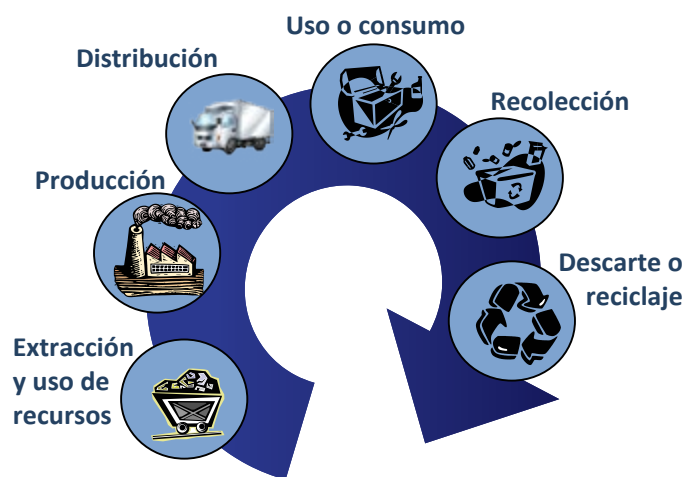 Uso o consumo
Distribución
Recolección
Producción
Descarte o
reciclaje
Extracción
y uso de
recursos